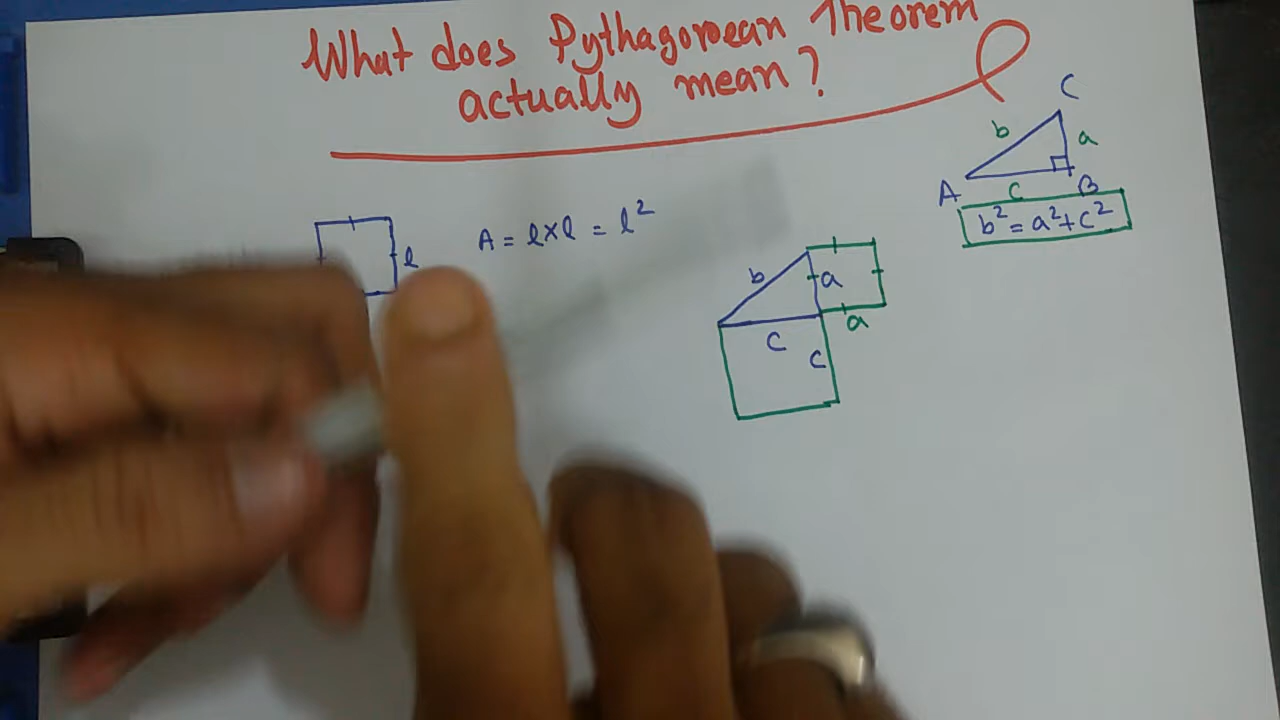 What does Pythagorean Theorem
actually mean?
C
b
a
A
c
B
b² = a² + c²
l
A = l×l = l²
b
a
a
c
c